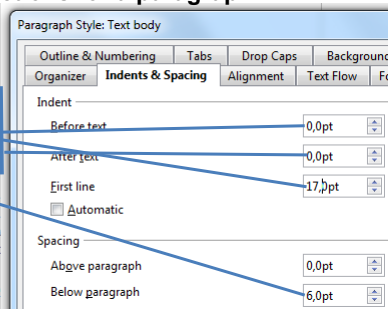 Paragraph Style: Text body
Outline & Numbering Tabs Drop Caps
Organizer Indents & Spacing Alignment Text Flow
Indent
Before text 0,0pt
After text 0,0pt
First line 17,0pt
Automatic
Spacing
Above paragraph 0,0pt
Below paragraph 6,0pt